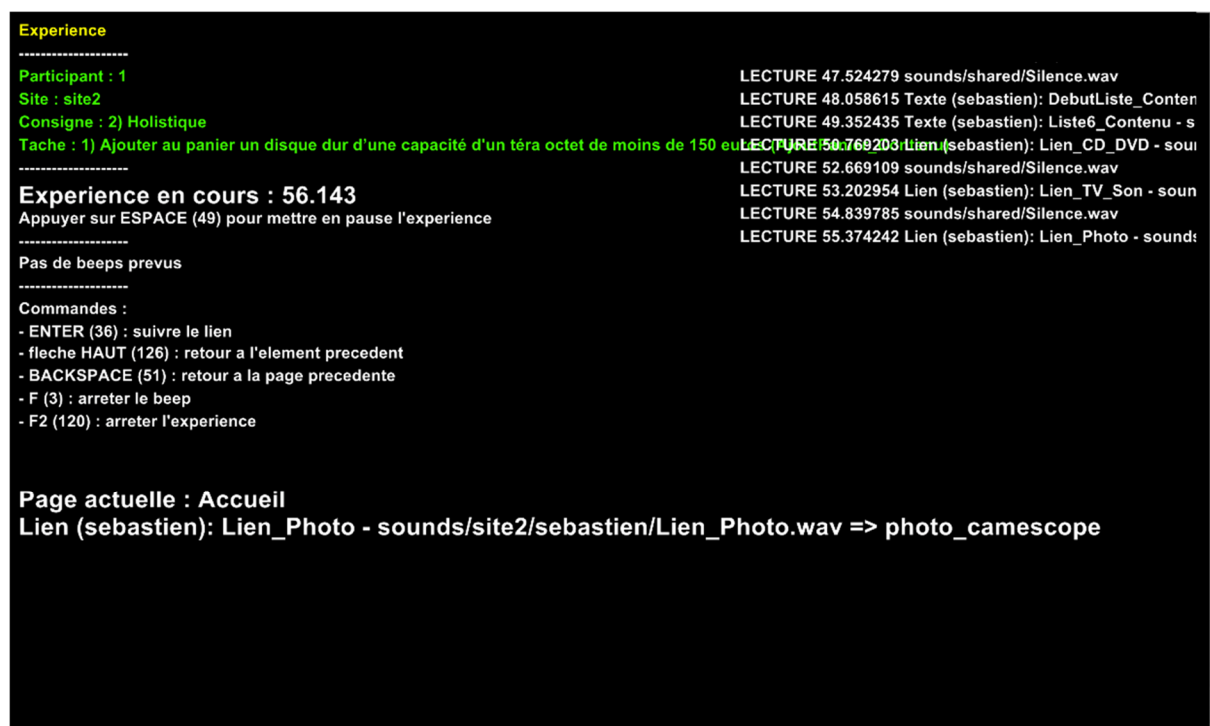 Experience
--------------------
Participant : 1
Site : site2
Consigne : 2) Holistique
Tache : 1) Ajouter au panier un disque dur d’une capacité d'un téra octet de moins de 150 euros
--------------------
Experience en cours : 56.143
Appuyer sur ESPACE (49) pour mettre en pause l'experience
--------------------
Pas de beeps prevus
--------------------
Commandes :
- ENTER (36) : suivre le lien
- fleche HAUT (126) : retour a l'element precedent
- BACKSPACE (51) : retour a la page precedente
- F (3) : arreter le beep
- F2 (120) : arreter l'experience
LECTURE 47.524279 sounds/shared/Silence.wav
LECTURE 48.058615 Texte (sebastien): DebutListe_Conten
LECTURE 49.352435 Texte (sebastien): Liste6_Contenu - s
LECTURE 50.769203 Lien (sebastien): Lien_CD_DVD - soun
LECTURE 52.669109 sounds/shared/Silence.wav
LECTURE 53.202954 Lien (sebastien): Lien_TV_Son - soun
LECTURE 54.839785 sounds/shared/Silence.wav
LECTURE 55.374242 Lien (sebastien): Lien_Photo - sounds
Page actuelle : Accueil
Lien (sebastien): Lien_Photo - sounds/site2/sebastien/Lien_Photo.wav => photo_camescope